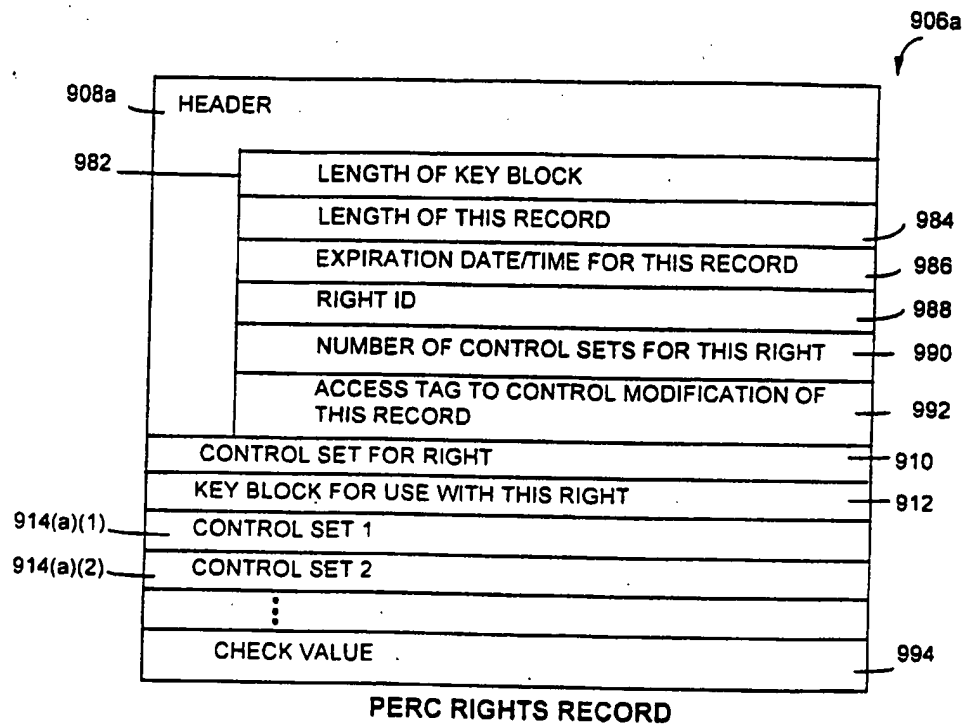 906a
908a
HEADER
982
LENGTH OF KEY BLOCK
LENGTH OF THIS RECORD
984
EXPIRATION DATE/TIME FOR THIS RECORD
986
RIGHT ID
988
NUMBER OF CONTROL SETS FOR THIS RIGHT
990
ACCESS TAG TO CONTROL MODIFICATION OF
THIS RECORD
992
CONTROL SET FOR RIGHT
910
KEY BLOCK FOR USE WITH THIS RIGHT
912
914(a)(1)
CONTROL SET 1
914(a)(2)
CONTROL SET 2
CHECK VALUE
994
PERC RIGHTS RECORD